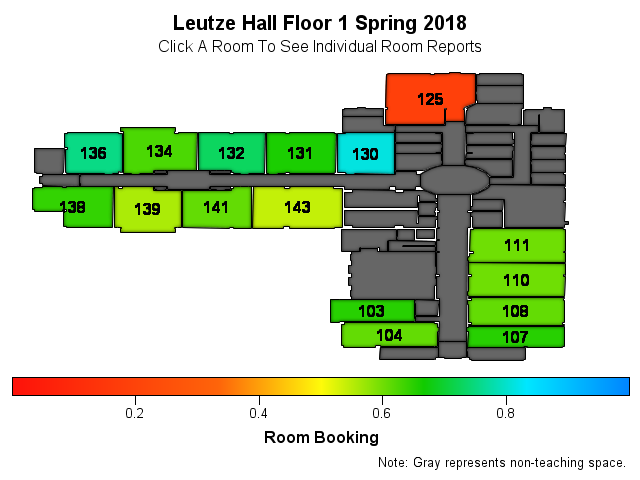 Leutze Hall Floor 1 Spring 2018
Click A Room To See Individual Room Reports
125
136 134 132 131 130
138 139 141 143
111
110
103 108
104 107
0.2 0.4 0.6 0.8
Room Booking
Note: Gray represents non-teaching space.